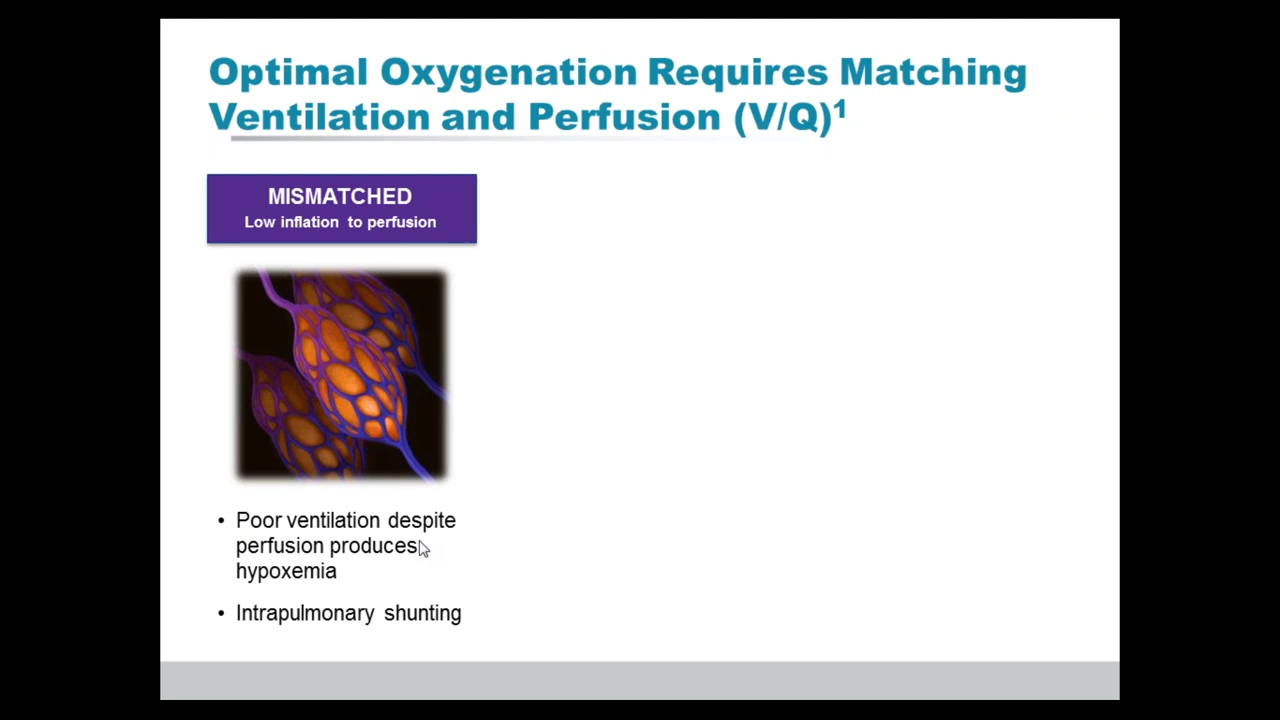 Optimal Oxygenation Requires Matching
Ventilation and Perfusion (V/Q)¹
MISMATCHED
Low inflation to perfusion
• Poor ventilation despite
perfusion produces
hypoxemia
• Intrapulmonary shunting